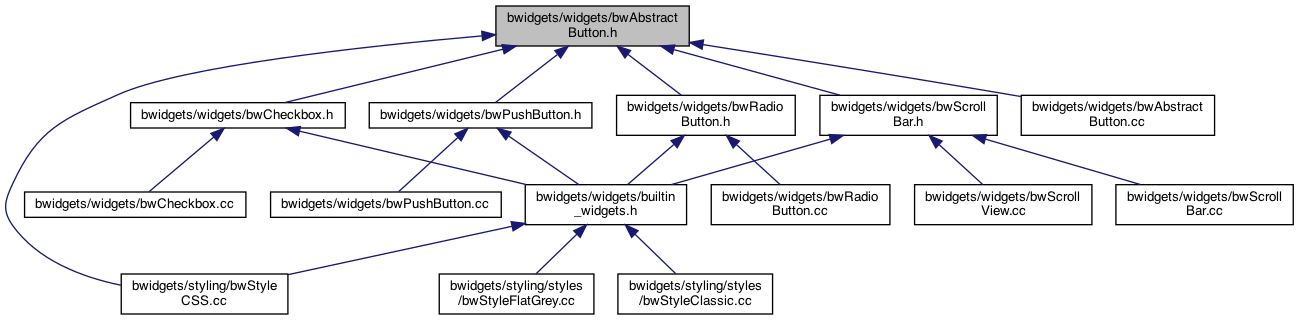 bwidgets/widgets/bwAbstract
Button.h
bwidgets/widgets/bwCheckbox.h
bwidgets/widgets/bwPushButton.h
bwidgets/widgets/bwRadio
Button.h
bwidgets/widgets/bwScroll
Bar.h
bwidgets/widgets/bwAbstract
Button.cc
bwidgets/widgets/bwCheckbox.cc
bwidgets/widgets/bwPushButton.cc
bwidgets/widgets/builtin
_widgets.h
bwidgets/widgets/bwRadio
Button.cc
bwidgets/widgets/bwScroll
View.cc
bwidgets/widgets/bwScroll
Bar.cc
bwidgets/styling/bwStyle
CSS.cc
bwidgets/styling/styles
/bwStyleFlatGrey.cc
bwidgets/styling/styles
/bwStyleClassic.cc